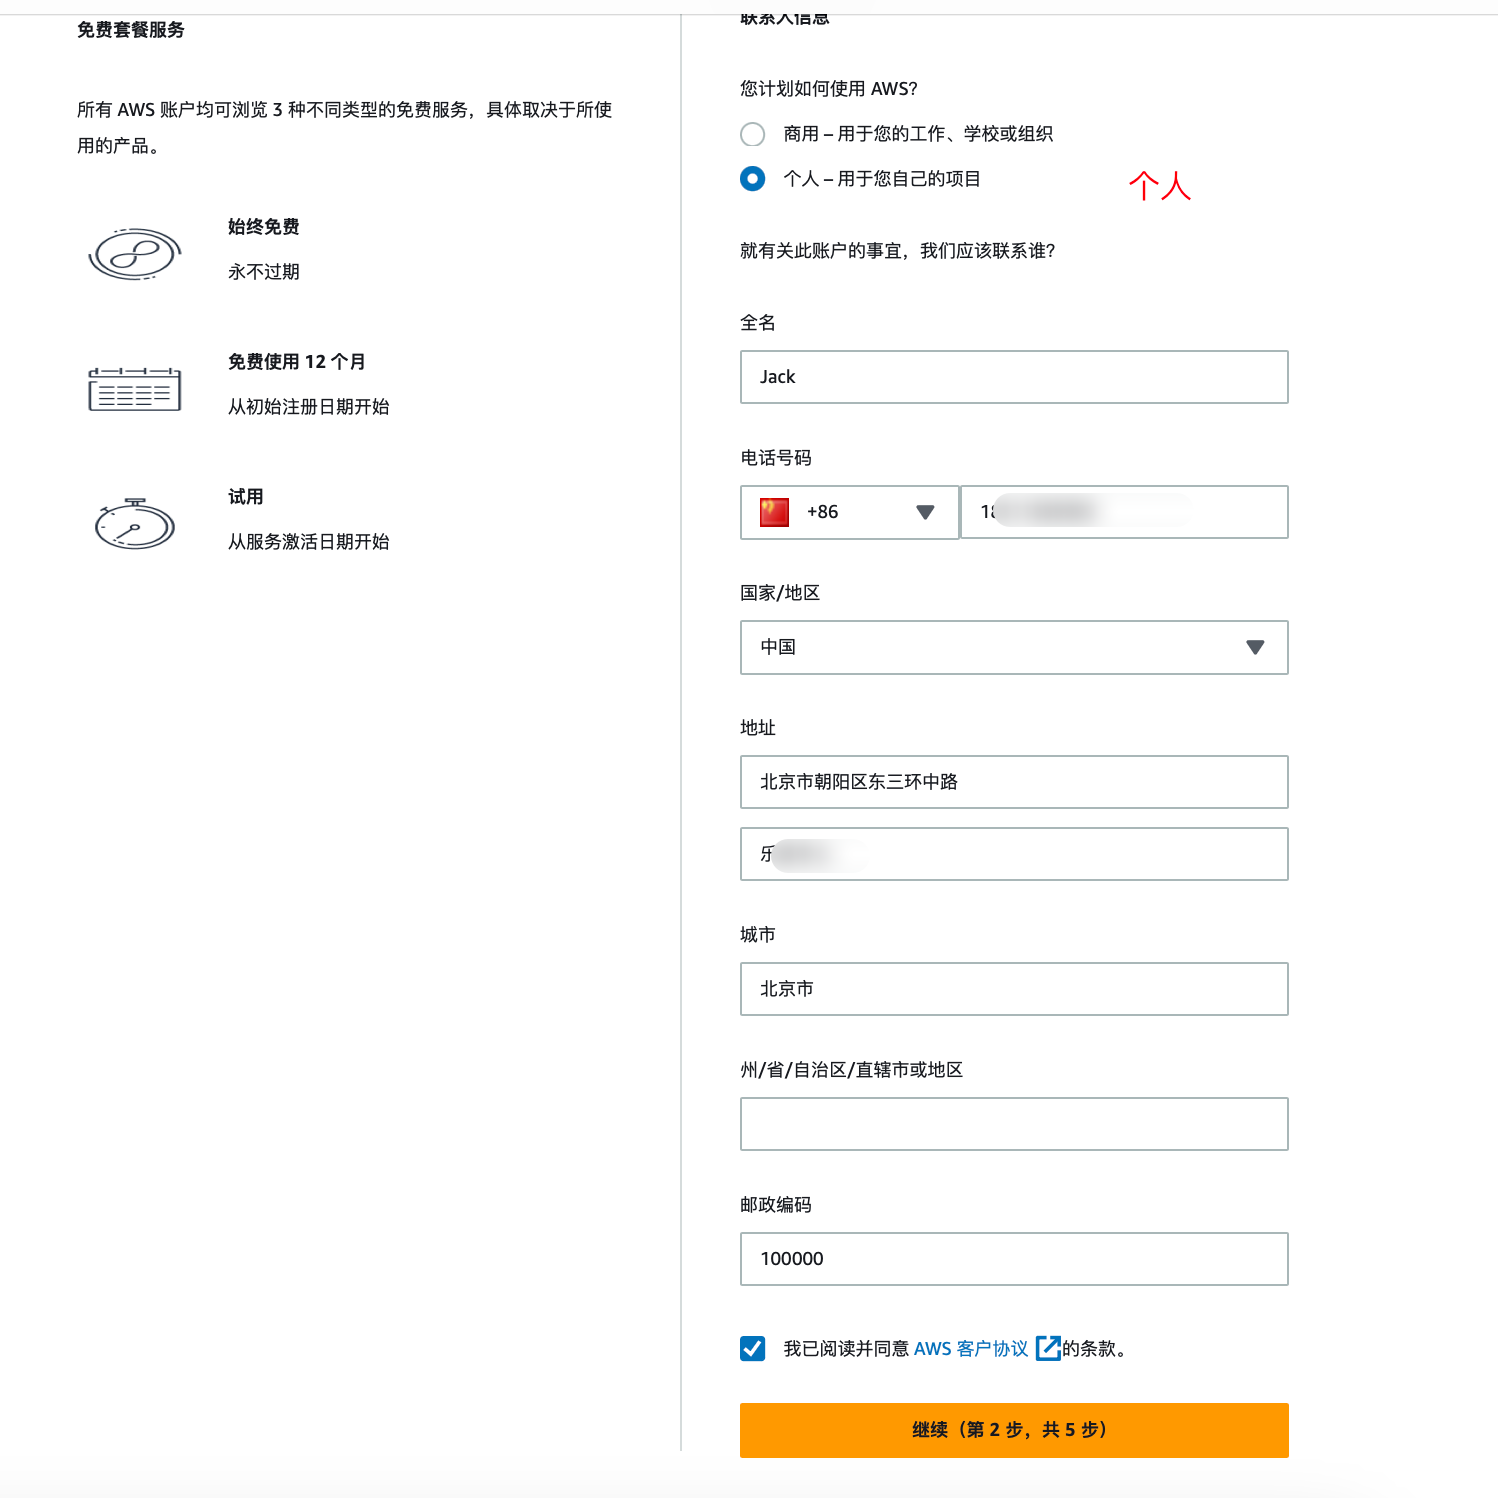 免费套餐服务
所有 AWS 账户均可浏览 3 种不同类型的免费服务，具体取决于所使
用的产品。
始终免费
永不过期
免费使用 12 个月
从初始注册日期开始
试用
从服务激活日期开始
联系人信息
您计划如何使用 AWS?
商用 – 用于您的工作、学校或组织
个人 – 用于您自己的项目
个人
就有关此账户的事宜，我们应该联系谁?
全名
Jack
电话号码
+86
国家/地区
中国
地址
北京市朝阳区东三环中路
乐
城市
北京市
州/省/自治区/直辖市或地区
邮政编码
100000
我已阅读并同意 AWS 客户协议 的条款。
继续（第 2 步，共 5 步）